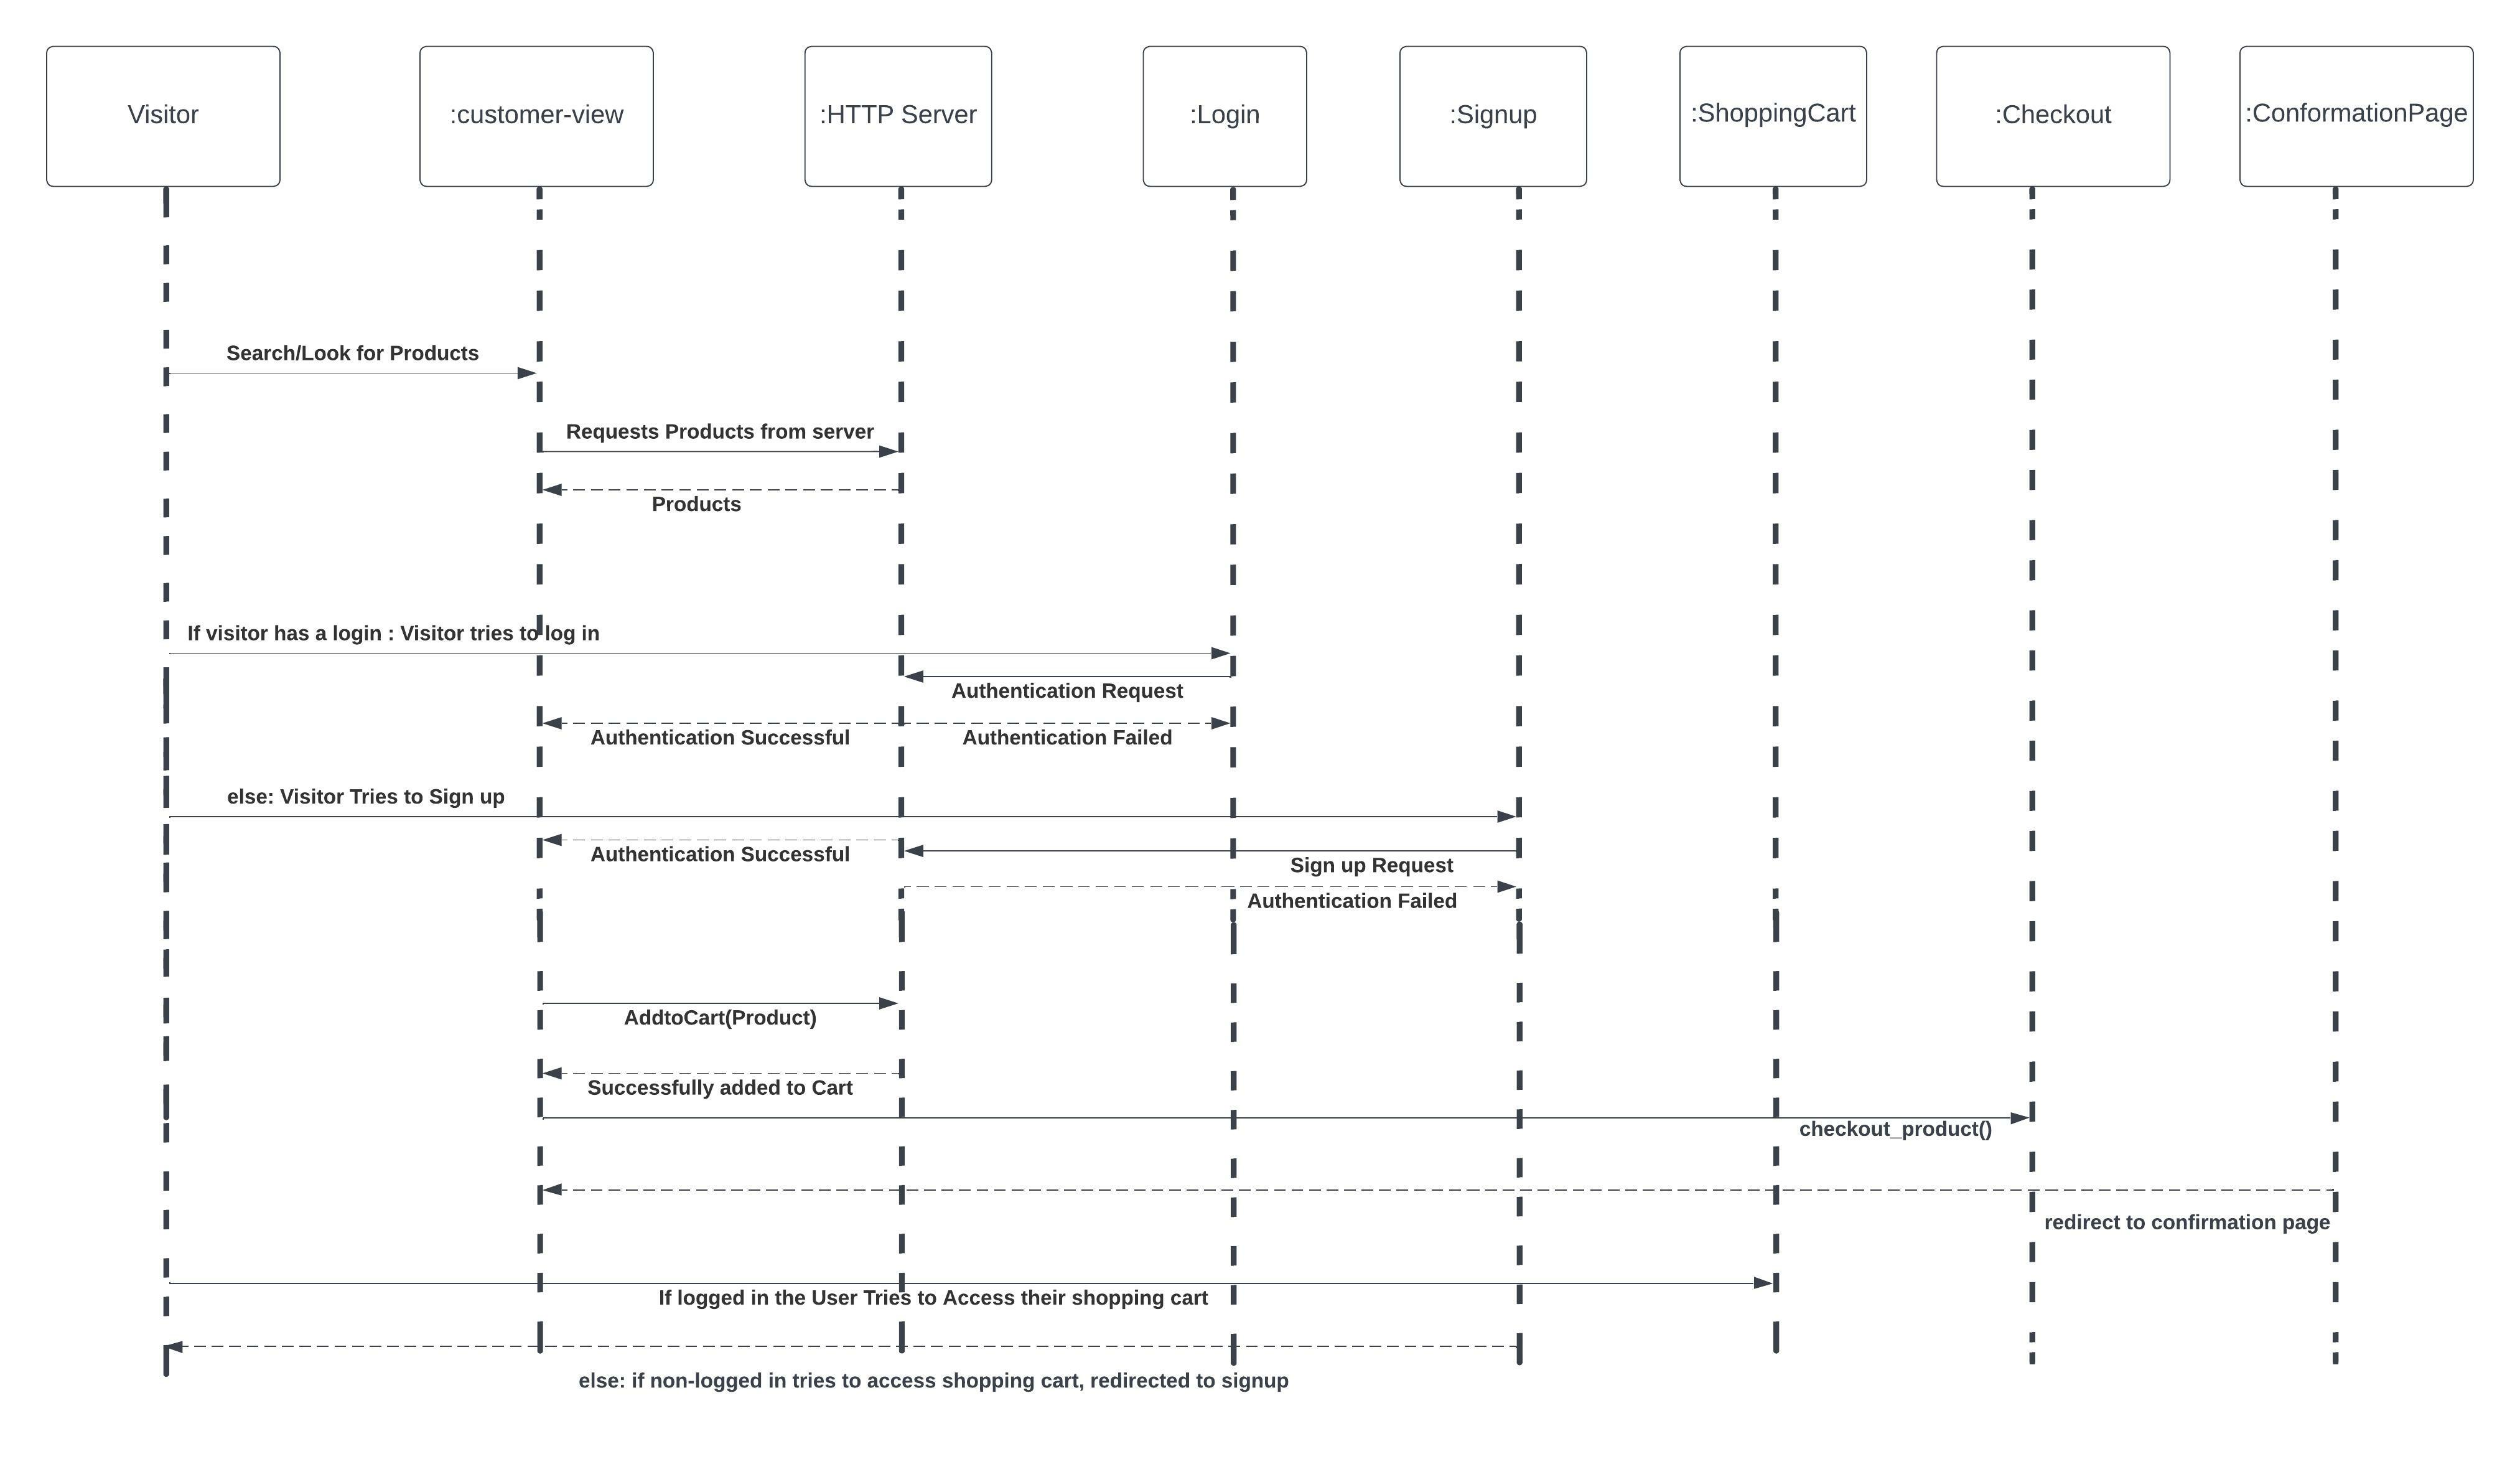 Visitor
:customer-view
:HTTP Server
:Login
:Signup
:ShoppingCart
:Checkout
:ConformationPage
Search/Look for Products
Requests Products from server
Products
If visitor has a login : Visitor tries to log in
Authentication Request
Authentication Successful
Authentication Failed
else: Visitor Tries to Sign up
Authentication Successful
Sign up Request
Authentication Failed
AddtoCart(Product)
Successfully added to Cart
checkout_product()
redirect to confirmation page
If logged in the User Tries to Access their shopping cart
else: if non-logged in tries to access shopping cart, redirected to signup